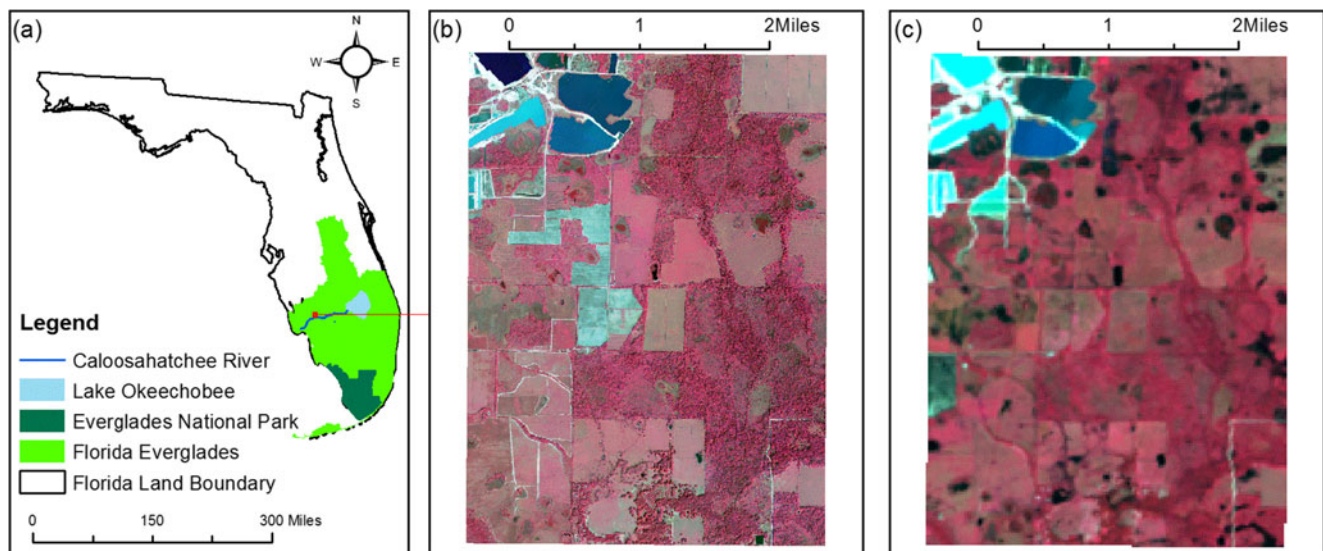 (a)
N
W E
S
Legend
Caloosahatchee River
Lake Okeechobee
Everglades National Park
Florida Everglades
Florida Land Boundary
0 150 300 Miles
(b)
0 1 2Miles
(c)
0 1 2Miles